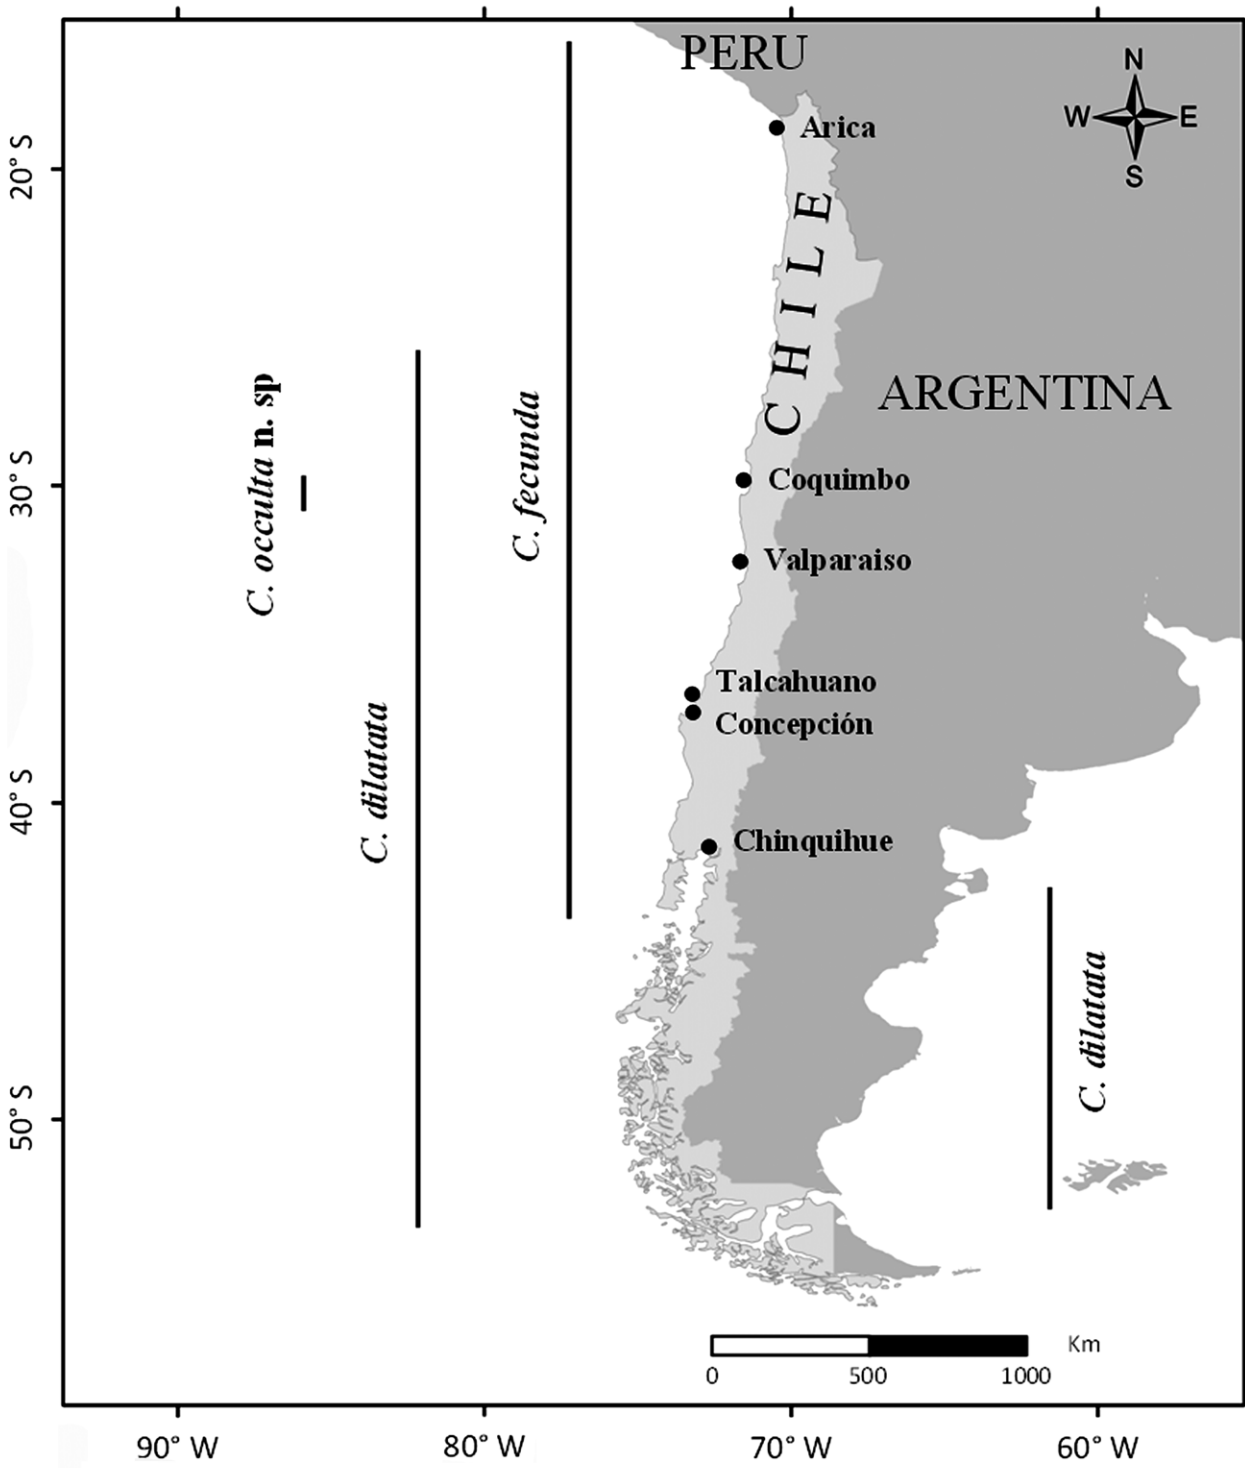 PERU
N
W
E
S
Arica
20° S
CHILE
C. occulta n. sp
C. fecunda
ARGENTINA
30° S
Coquimbo
Valparaiso
Talcahuano
Concepción
C. dilatata
40° S
Chinquihue
C. dilatata
50° S
Km
0
500
1000
90° W
80° W
70° W
60° W